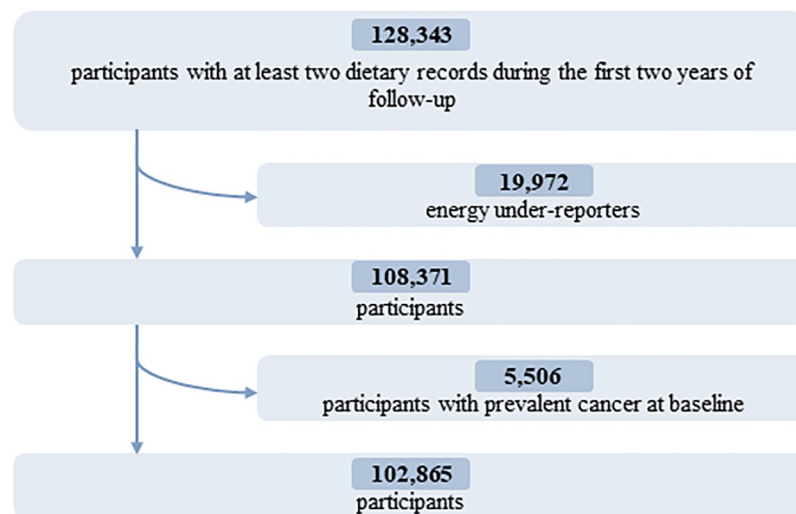 128,343
participants with at least two dietary records during the first two years of
follow-up
19,972
energy under-reporters
108,371
participants
5,506
participants with prevalent cancer at baseline
102,865
participants